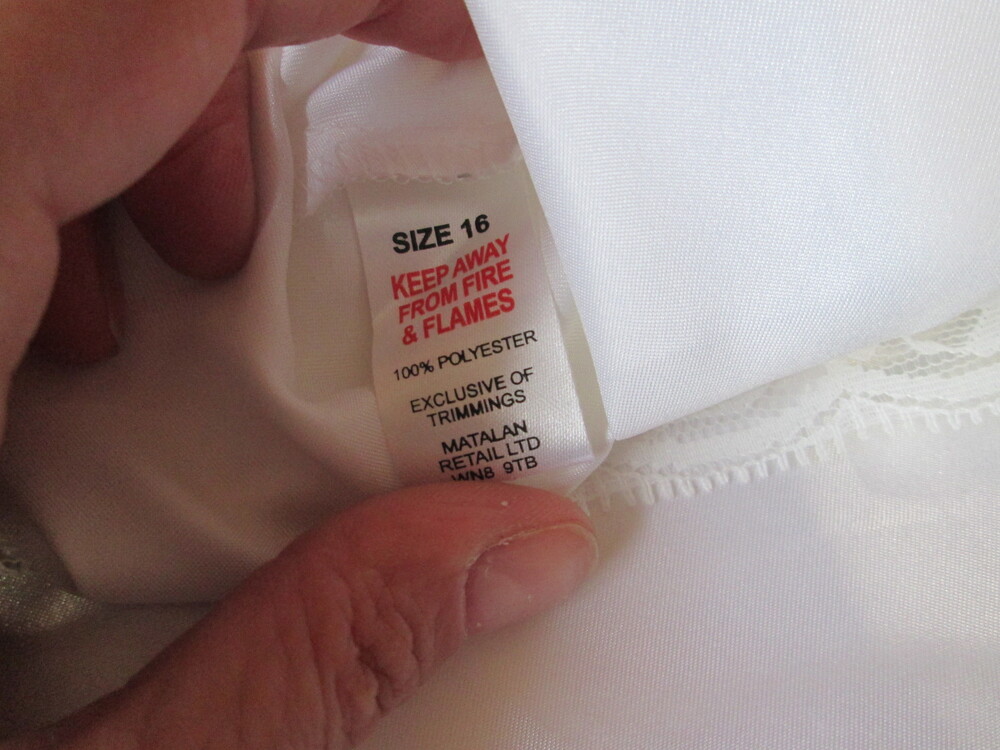 SIZE 16
KEEP AWAY
FROM FIRE
& FLAMES
100% POLYESTER
EXCLUSIVE OF
TRIMMINGS
MATALAN
RETAIL LTD
WN8 9TB